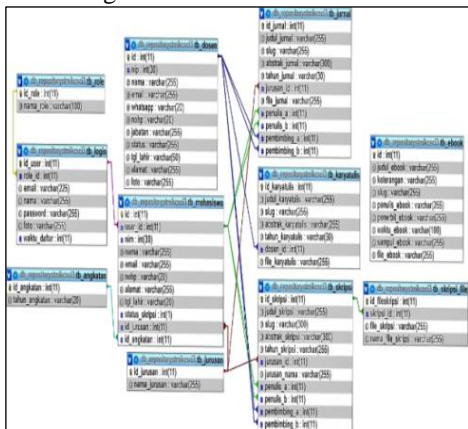 tb_role
id_role : int(11)
nama_role : varchar(100)
tb_login
id_user : int(11)
role_id : int(11)
email : varchar(225)
nama : varchar(255)
password : varchar(255)
foto : varchar(255)
waktu_daftar : int(11)
tb_angkatan
id_angkatan : int(11)
tahun_angkatan : varchar(20)
tb_dosen
id : int(11)
nip : int(30)
nama : varchar(255)
email : varchar(255)
whatsapp : varchar(20)
nohp : varchar(20)
jabatan : varchar(255)
status : varchar(255)
tgl_lahir : varchar(50)
alamat : varchar(255)
foto : varchar(255)
tb_mahasiswa
id : int(11)
user_id : int(11)
nim : int(30)
nama : varchar(255)
email : varchar(255)
nohp : varchar(20)
alamat : varchar(255)
tgl_lahir : varchar(20)
status_skripsi : int(1)
id_jurusan : int(11)
id_angkatan : int(11)
tb_jurusan
id_jurusan : int(11)
nama_jurusan : varchar(255)
tb_jurnal
id_jurnal : int(11)
judul_jurnal : varchar(255)
slug : varchar(255)
abstrak_jurnal : varchar(300)
tahun_jurnal : varchar(30)
jurusan_id : int(11)
file_jurnal : varchar(255)
penulis_a : int(11)
penulis_b : int(11)
pembimbing_a : int(11)
pembimbing_b : int(11)
tb_karyatulis
id_karyatulis : int(11)
judul_karyatulis : varchar(255)
slug : varchar(255)
abstrak_karyatulis : varchar(255)
tahun_karyatulis : varchar(50)
dosen_id : int(11)
file_karyatulis : varchar(255)
tb_skripsi
id_skripsi : int(11)
judul_skripsi : varchar(255)
slug : varchar(300)
abstrak_skripsi : varchar(300)
tahun_skripsi : varchar(255)
jurusan_id : int(11)
jurusan_nama : varchar(255)
penulis_a : int(11)
penulis_b : int(11)
pembimbing_a : int(11)
pembimbing_b : int(11)
tb_ebook
id_ebook : int(11)
judul_ebook : varchar(255)
keterangan : varchar(255)
slug : varchar(255)
penulis_ebook : varchar(255)
penerbit_ebook : varchar(255)
waktu_ebook : varchar(100)
sampul_ebook : varchar(255)
file_ebook : varchar(255)
tb_skripsi_file
id_fileskripsi : int(11)
skripsi_id : int(11)
file_skripsi : varchar(255)
nama_file_skripsi : varchar(255)